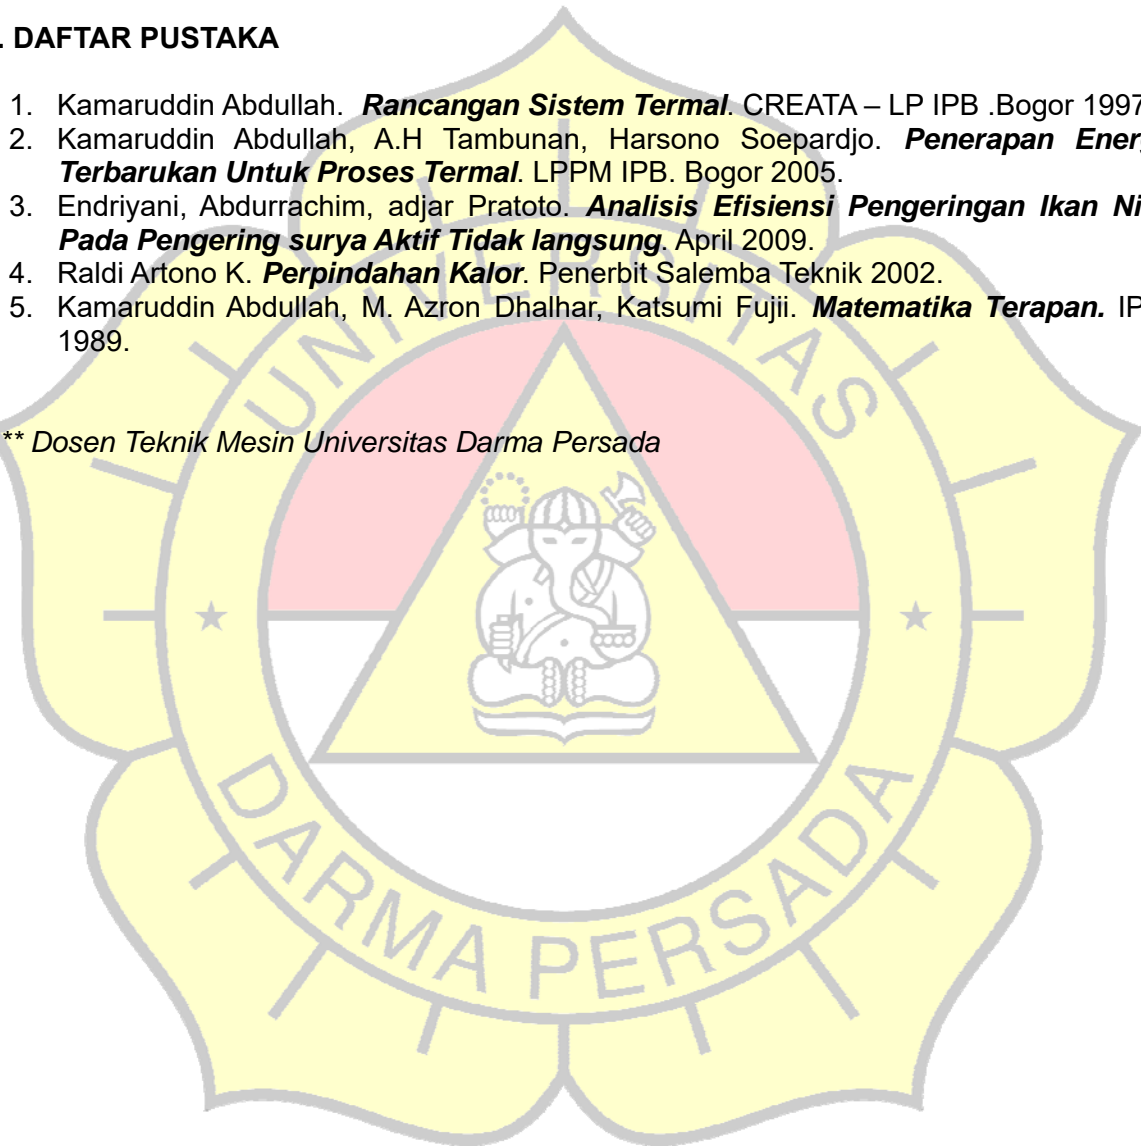 . DAFTAR PUSTAKA
1. Kamaruddin Abdullah. Rancangan Sistem Termal. CREATA – LP IPB .Bogor 1997
2. Kamaruddin Abdullah, A.H Tambunan, Harsono Soepardjo. Penerapan Ener
Terbarukan Untuk Proses Termal. LPPM IPB. Bogor 2005.
3. Endriyani, Abdurrachim, adjar Pratoto. Analisis Efisiensi Pengeringan Ikan Ni
Pada Pengering surya Aktif Tidak langsung. April 2009.
4. Raldi Artono K. Perpindahan Kalor. Penerbit Salemba Teknik 2002.
5. Kamaruddin Abdullah, M. Azron Dhalhar, Katsumi Fujii. Matematika Terapan. IP
1989.
** Dosen Teknik Mesin Universitas Darma Persada
UNIVERSITAS
DARMA PERSADA